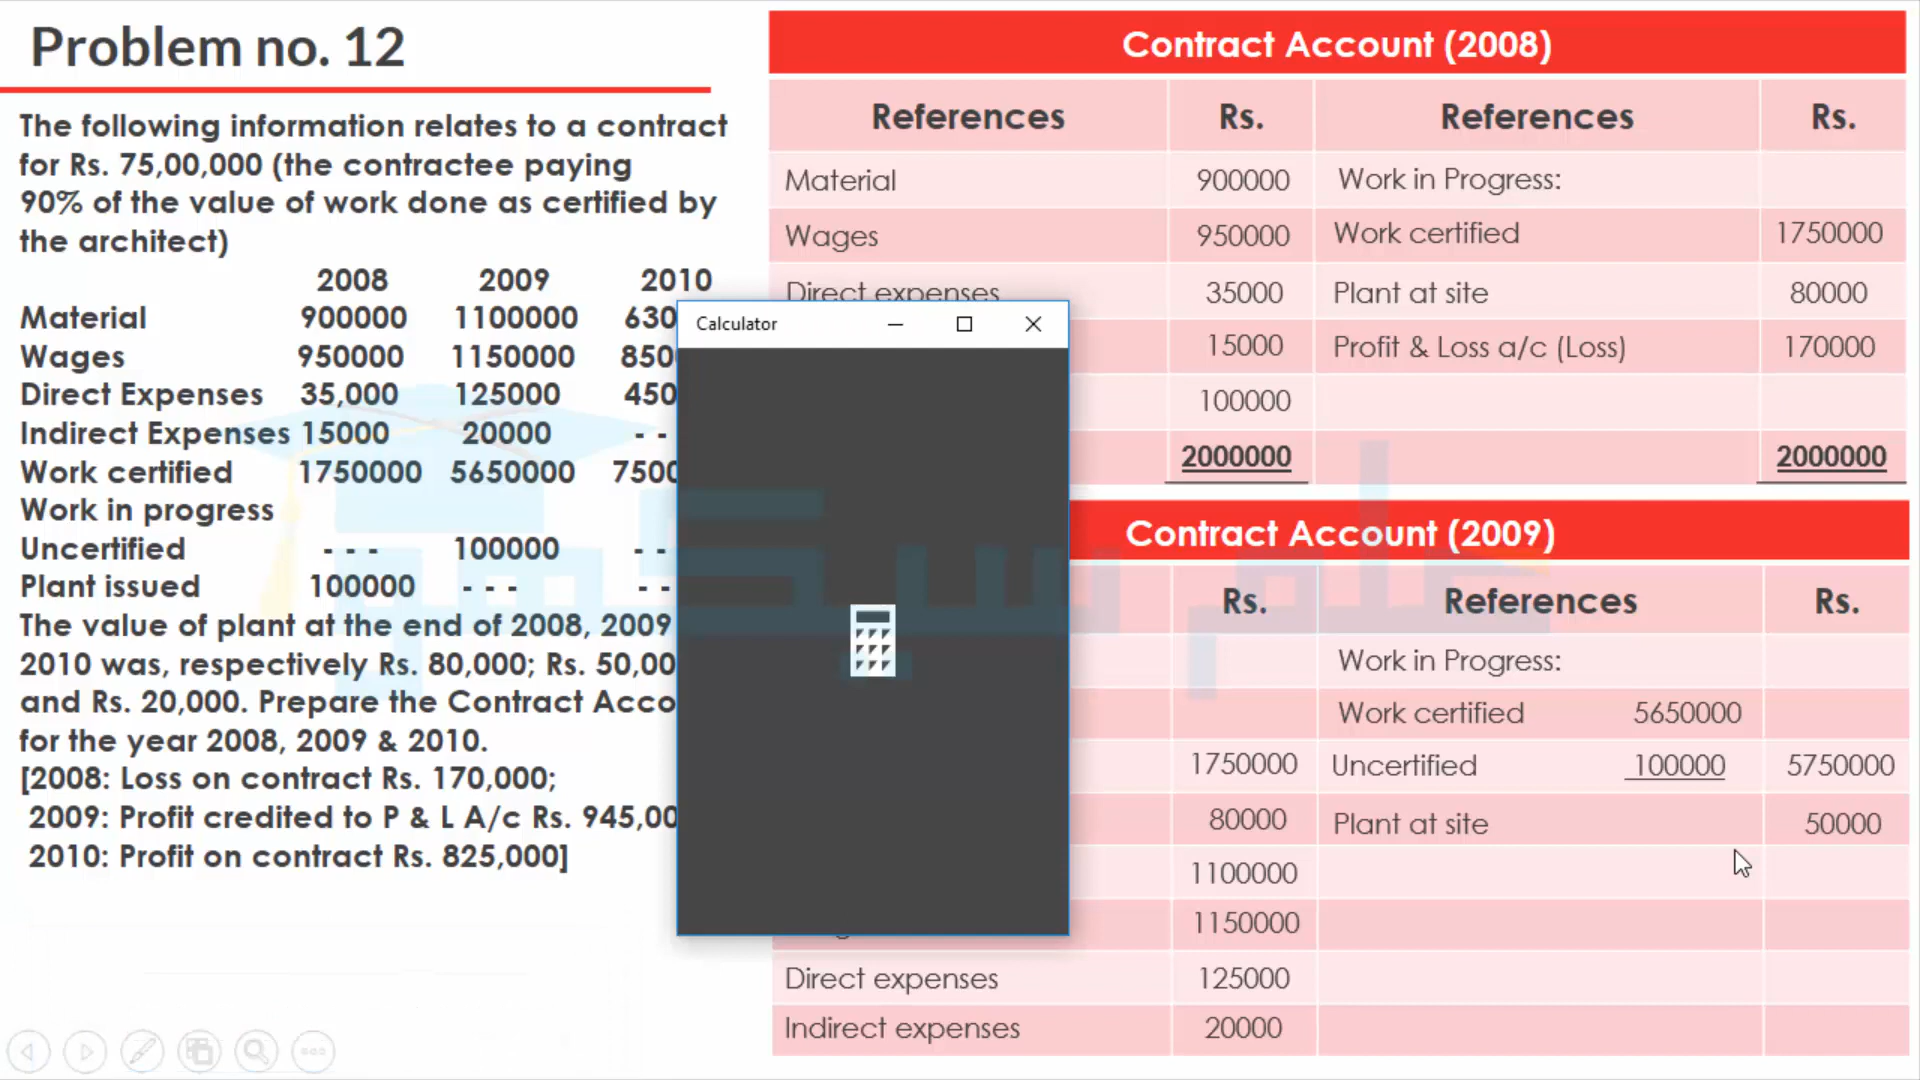 Problem no. 12
The following information relates to a contract
for Rs. 75,00,000 (the contractee paying
90% of the value of work done as certified by
the architect)
2008 2009 2010
Material 900000 1100000 630
Wages 950000 1150000 850
Direct Expenses 35,000 125000 450
Indirect Expenses 15000 20000 - -
Work certified 1750000 5650000 7500
Work in progress
Uncertified - - - 100000 - -
Plant issued 100000 - - - - -
The value of plant at the end of 2008, 2009
2010 was, respectively Rs. 80,000; Rs. 50,00
and Rs. 20,000. Prepare the Contract Acco
for the year 2008, 2009 & 2010.
[2008: Loss on contract Rs. 170,000;
2009: Profit credited to P & L A/c Rs. 945,00
2010: Profit on contract Rs. 825,000]
Contract Account (2008)
References Rs. References Rs.
Material 900000 Work in Progress:
Wages 950000 Work certified 1750000
Direct expenses 35000 Plant at site 80000
15000 Profit & Loss a/c (Loss) 170000
100000
2000000 2000000
Calculator
Contract Account (2009)
Rs. References Rs.
Work in Progress:
Work certified 5650000
1750000 Uncertified 100000 5750000
80000 Plant at site 50000
1100000
1150000
Direct expenses 125000
Indirect expenses 20000